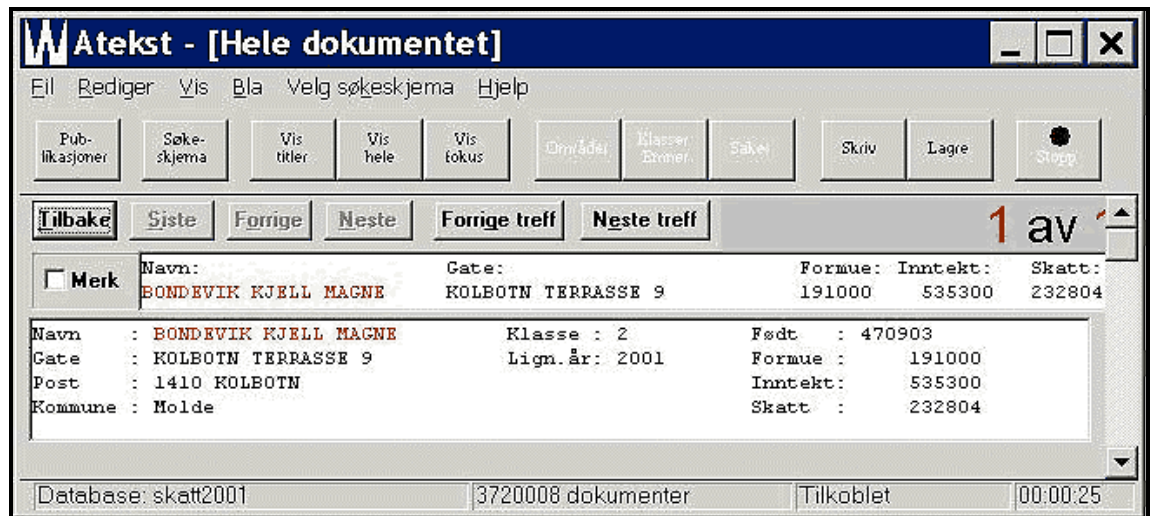 Atekst - [Hele dokumentet]
Fil Rediger Vis Bla Velg søkeskjema Hjelp
Pub-likasjoner Søke-skjema Vis titler Vis hele Vis fokus Områder Klasser Emner Saker Skriv Lagre Stopp
Tilbake Siste Forrige Neste Forrige treff Neste treff 1 av
Merk
Navn: Gate: Formue: Inntekt: Skatt:
BONDEVIK KJELL MAGNE KOLBOTN TERRASSE 9 191000 535300 232804
Navn : BONDEVIK KJELL MAGNE Klasse : 2 Født : 470903
Gate : KOLBOTN TERRASSE 9 Lign.år: 2001 Formue : 191000
Post : 1410 KOLBOTN Inntekt: 535300
Kommune : Molde Skatt : 232804
Database: skatt2001 3720008 dokumenter Tilkoblet 00:00:25